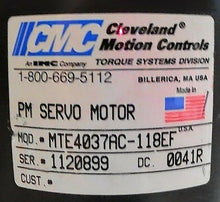 CMC Cleveland
Motion Controls
An IMC Company TORQUE SYSTEMS DIVISION
1-800-669-5112 BILLERICA, MA USA
PM SERVO MOTOR
Made in
U.S.A.
MOD. MTE4037AC-118EF
SER. 1120899 DC. 0041R
CUST.